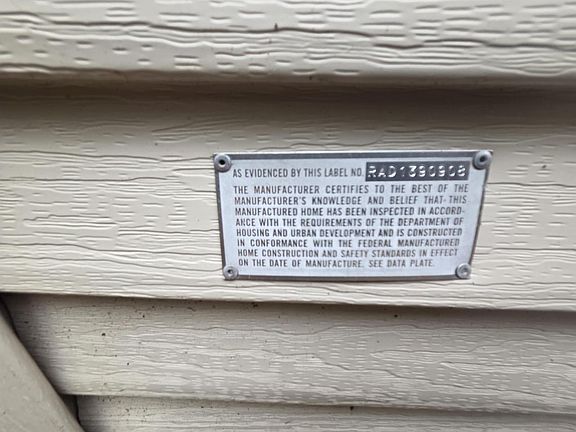 AS EVIDENCED BY THIS LABEL NO. RAD1390908
THE MANUFACTURER CERTIFIES TO THE BEST OF THE
MANUFACTURER'S KNOWLEDGE AND BELIEF THAT THIS
MANUFACTURED HOME HAS BEEN INSPECTED IN ACCORD-
ANCE WITH THE REQUIREMENTS OF THE DEPARTMENT OF
HOUSING AND URBAN DEVELOPMENT AND IS CONSTRUCTED
IN CONFORMANCE WITH THE FEDERAL MANUFACTURED
HOME CONSTRUCTION AND SAFETY STANDARDS IN EFFECT
ON THE DATE OF MANUFACTURE. SEE DATA PLATE.